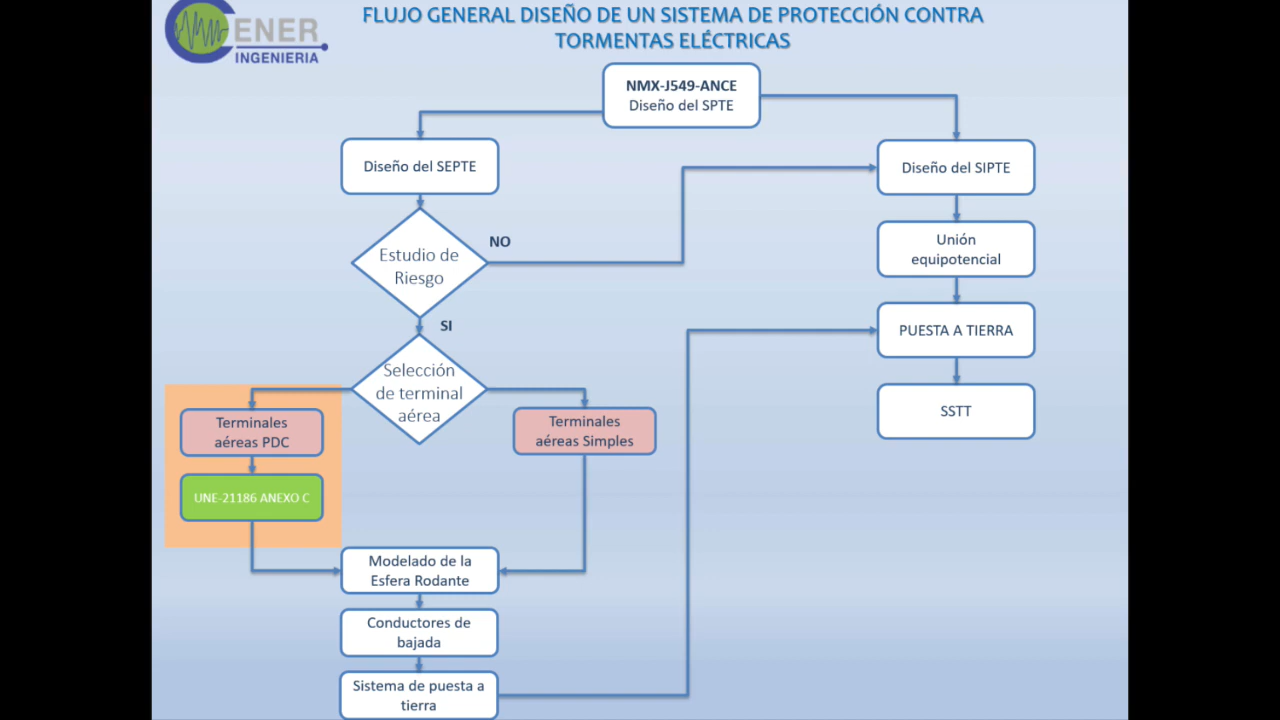 CENER
INGENIERIA
FLUJO GENERAL DISEÑO DE UN SISTEMA DE PROTECCIÓN CONTRA
TORMENTAS ELÉCTRICAS
NMX-J549-ANCE
Diseño del SPTE
Diseño del SEPTE
Diseño del SIPTE
Estudio de
Riesgo
NO
Unión
equipotencial
SI
PUESTA A TIERRA
Selección
de terminal
aérea
Terminales
aéreas PDC
Terminales
aéreas Simples
SSTT
UNE-21186 ANEXO C
Modelado de la
Esfera Rodante
Conductores de
bajada
Sistema de puesta a
tierra